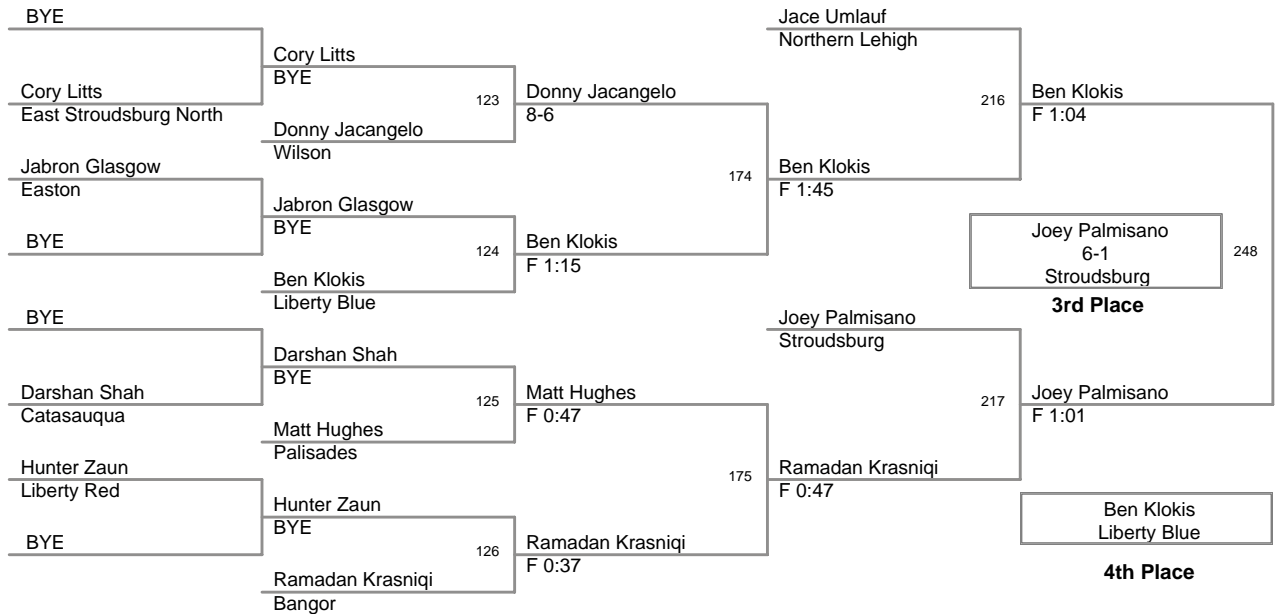 BYE
Cory Litts
East Stroudsburg North
Jabron Glasgow
Easton
BYE
BYE
Darshan Shah
Catasauqua
Hunter Zaun
Liberty Red
BYE
Cory Litts
BYE
123
Donny Jacangelo
Wilson
Jabron Glasgow
BYE
124
Ben Klokis
Liberty Blue
Darshan Shah
BYE
125
Matt Hughes
Palisades
Hunter Zaun
BYE
126
Ramadan Krasniqi
Bangor
Donny Jacangelo
8-6
174
Ben Klokis
F 1:15
Matt Hughes
F 0:47
175
Ramadan Krasniqi
F 0:37
Jace Umlauf
Northern Lehigh
216
Ben Klokis
F 1:45
Joey Palmisano
Stroudsburg
217
Ramadan Krasniqi
F 0:47
Ben Klokis
F 1:04
Joey Palmisano
6-1
Stroudsburg
248
3rd Place
Joey Palmisano
F 1:01
Ben Klokis
Liberty Blue
4th Place